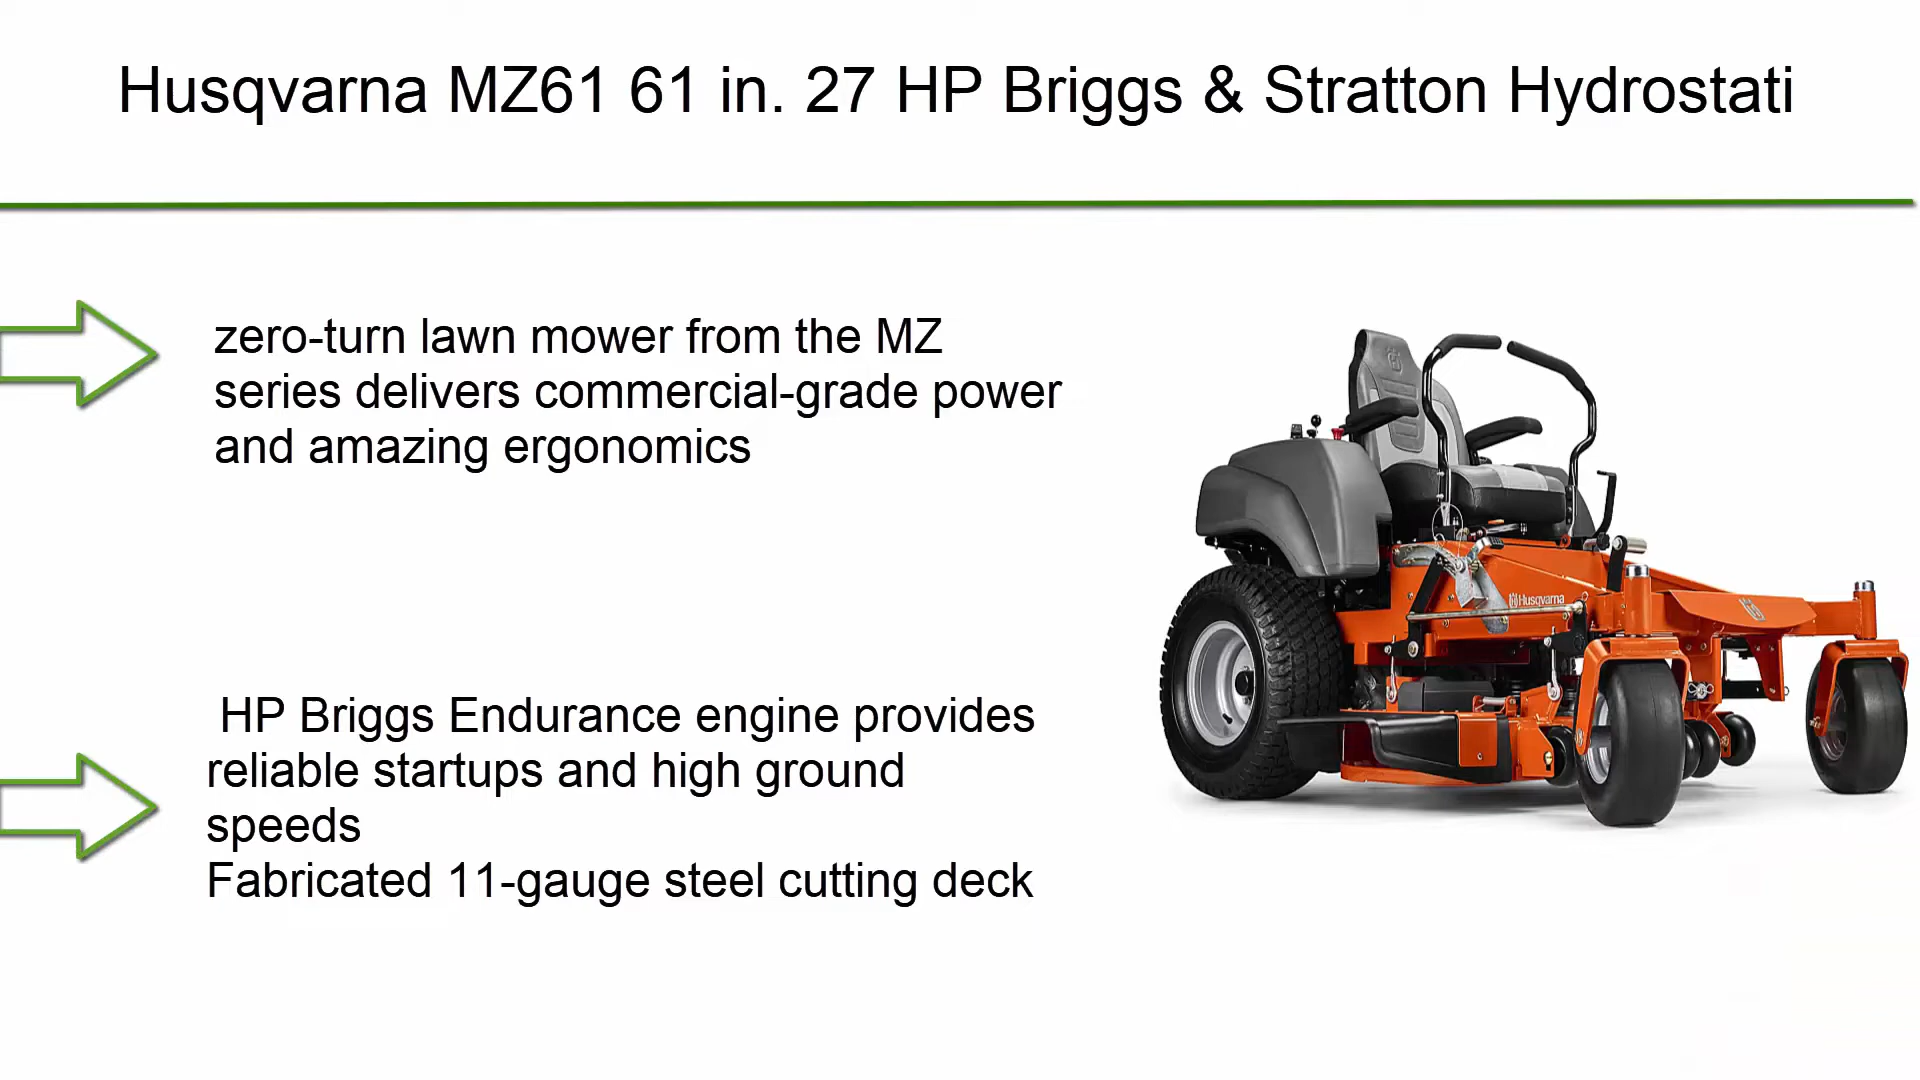 Husqvarna MZ61 61 in. 27 HP Briggs & Stratton Hydrostati
zero-turn lawn mower from the MZ
series delivers commercial-grade power
and amazing ergonomics
HP Briggs Endurance engine provides
reliable startups and high ground
speeds
Fabricated 11-gauge steel cutting deck
Husqvarna